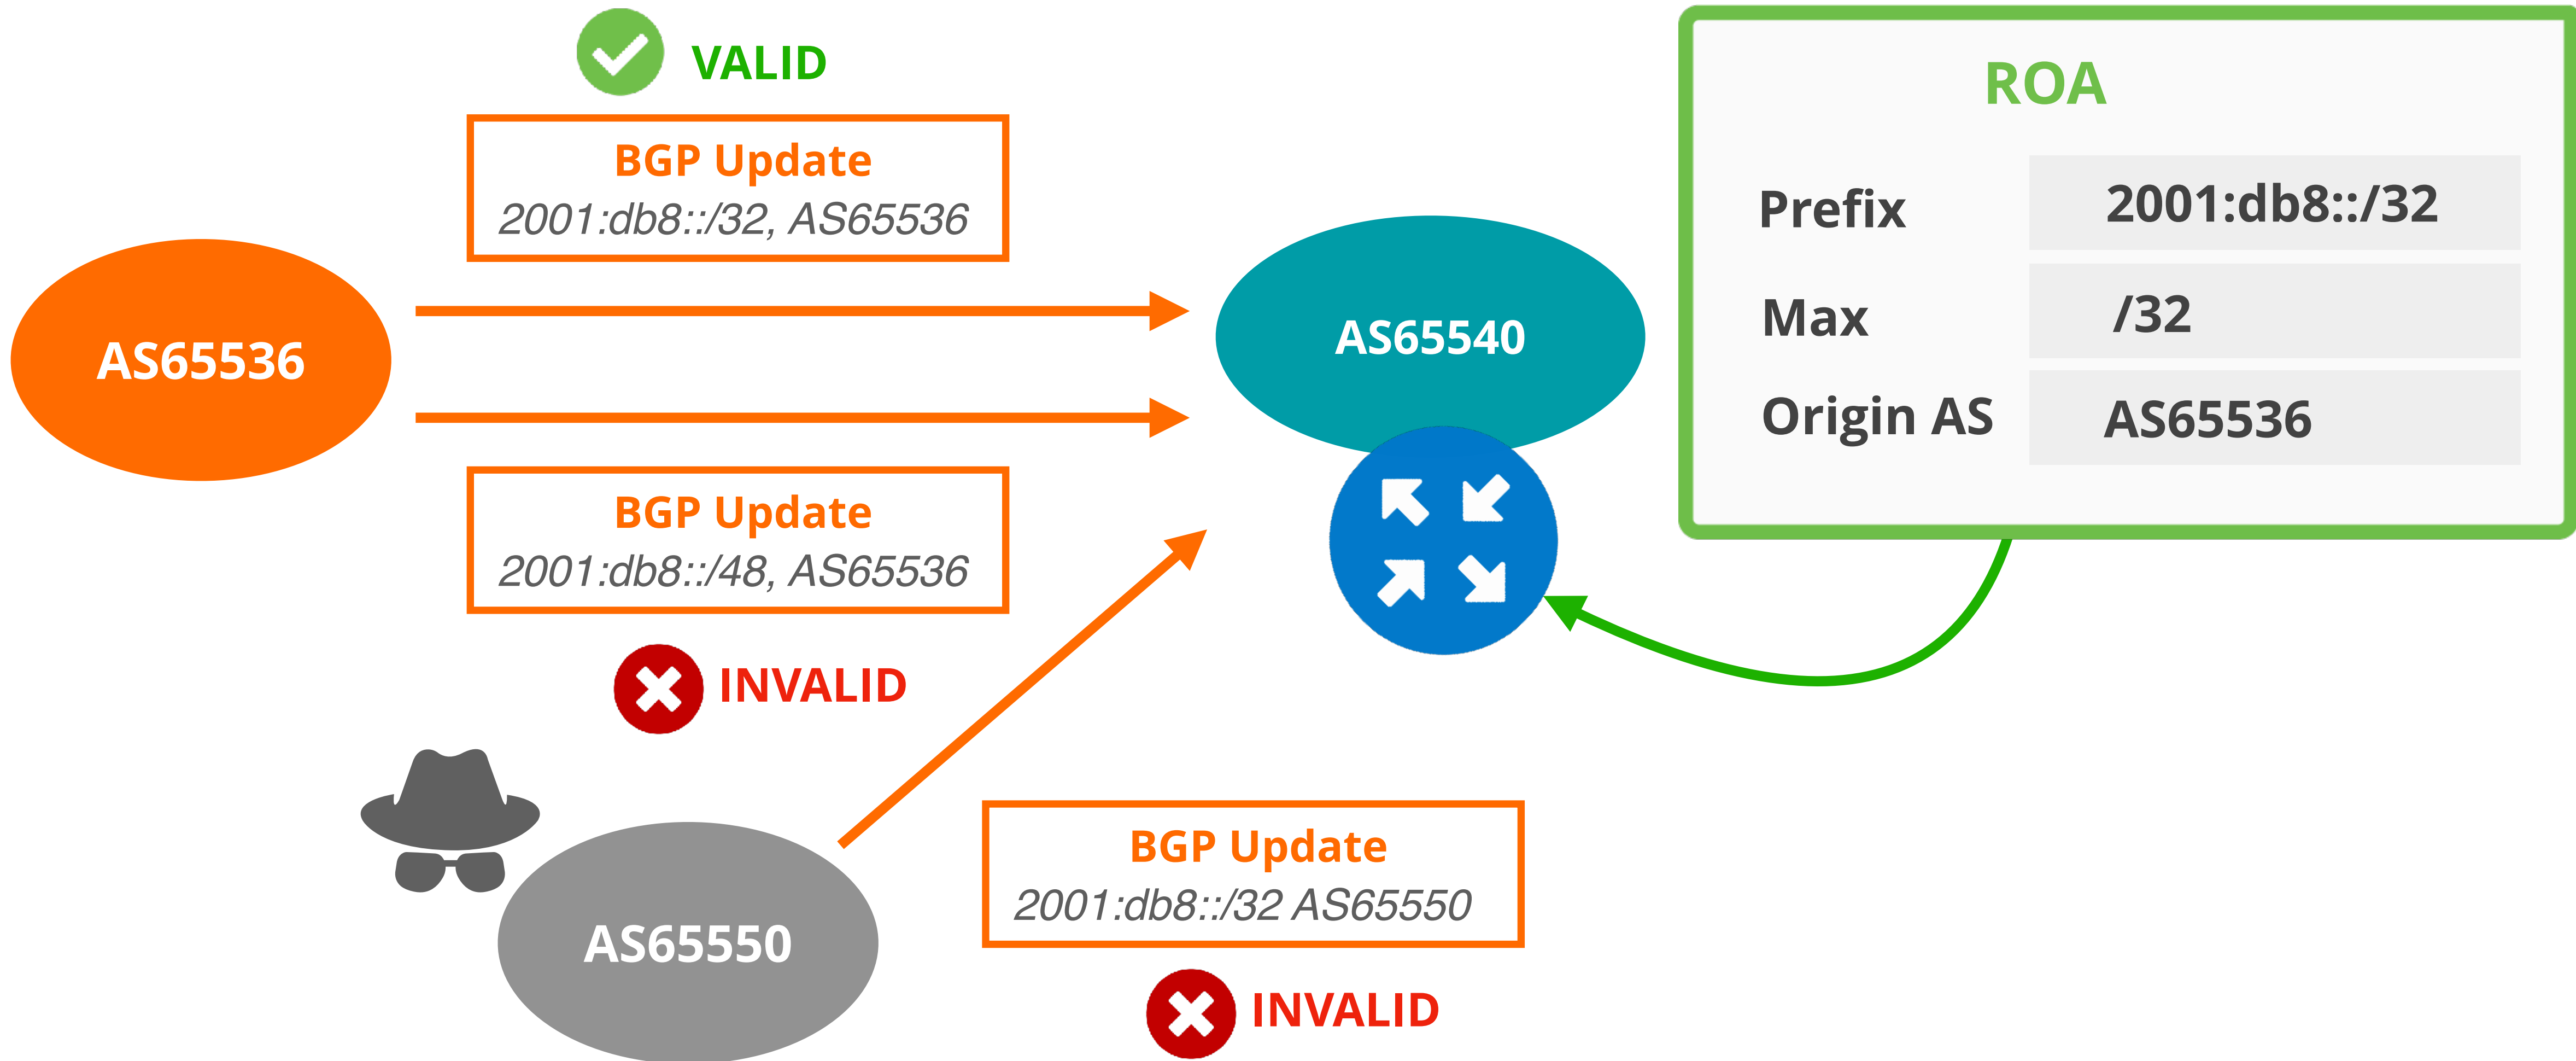 VALID
BGP Update
2001:db8::/32, AS65536
AS65536
AS65540
BGP Update
2001:db8::/48, AS65536
INVALID
AS65550
BGP Update
2001:db8::/32 AS65550
INVALID
ROA
Prefix 2001:db8::/32
Max /32
Origin AS AS65536